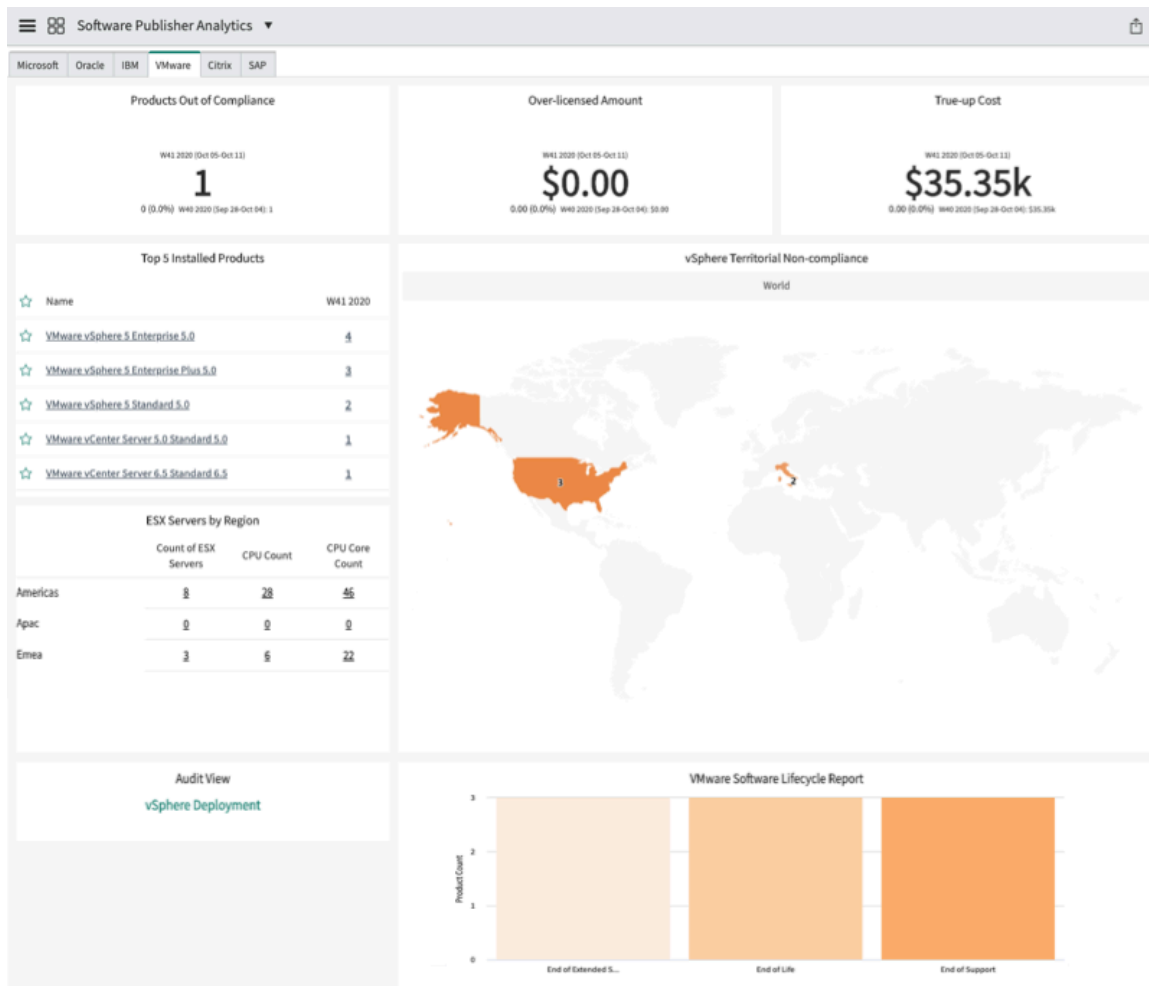 Software Publisher Analytics ▼
Microsoft Oracle IBM VMware Citrix SAP
Products Out of Compliance
W41 2020 (Oct 05-Oct 11)
1
0 (0.0%) W40 2020 (Sep 28-Oct 04): 1
Over-licensed Amount
W41 2020 (Oct 05-Oct 11)
$0.00
0.00 (0.0%) W40 2020 (Sep 28-Oct 04): $0.00
True-up Cost
W41 2020 (Oct 05-Oct 11)
$35.35k
0.00 (0.0%) W40 2020 (Sep 28-Oct 04): $35.35k
Top 5 Installed Products
Name W41 2020
VMware vSphere 5 Enterprise 5.0 4
VMware vSphere 5 Enterprise Plus 5.0 3
VMware vSphere 5 Standard 5.0 2
VMware vCenter Server 5.0 Standard 5.0 1
VMware vCenter Server 6.5 Standard 6.5 1
vSphere Territorial Non-compliance
World
2
ESX Servers by Region
Count of ESX
Servers
CPU Count
CPU Core
Count
Americas 8 28 46
Apac 0 0 0
Emea 3 6 22
Audit View
vSphere Deployment
VMware Software Lifecycle Report
Product Count
3
2
1
0
End of Extended S... End of Life End of Support